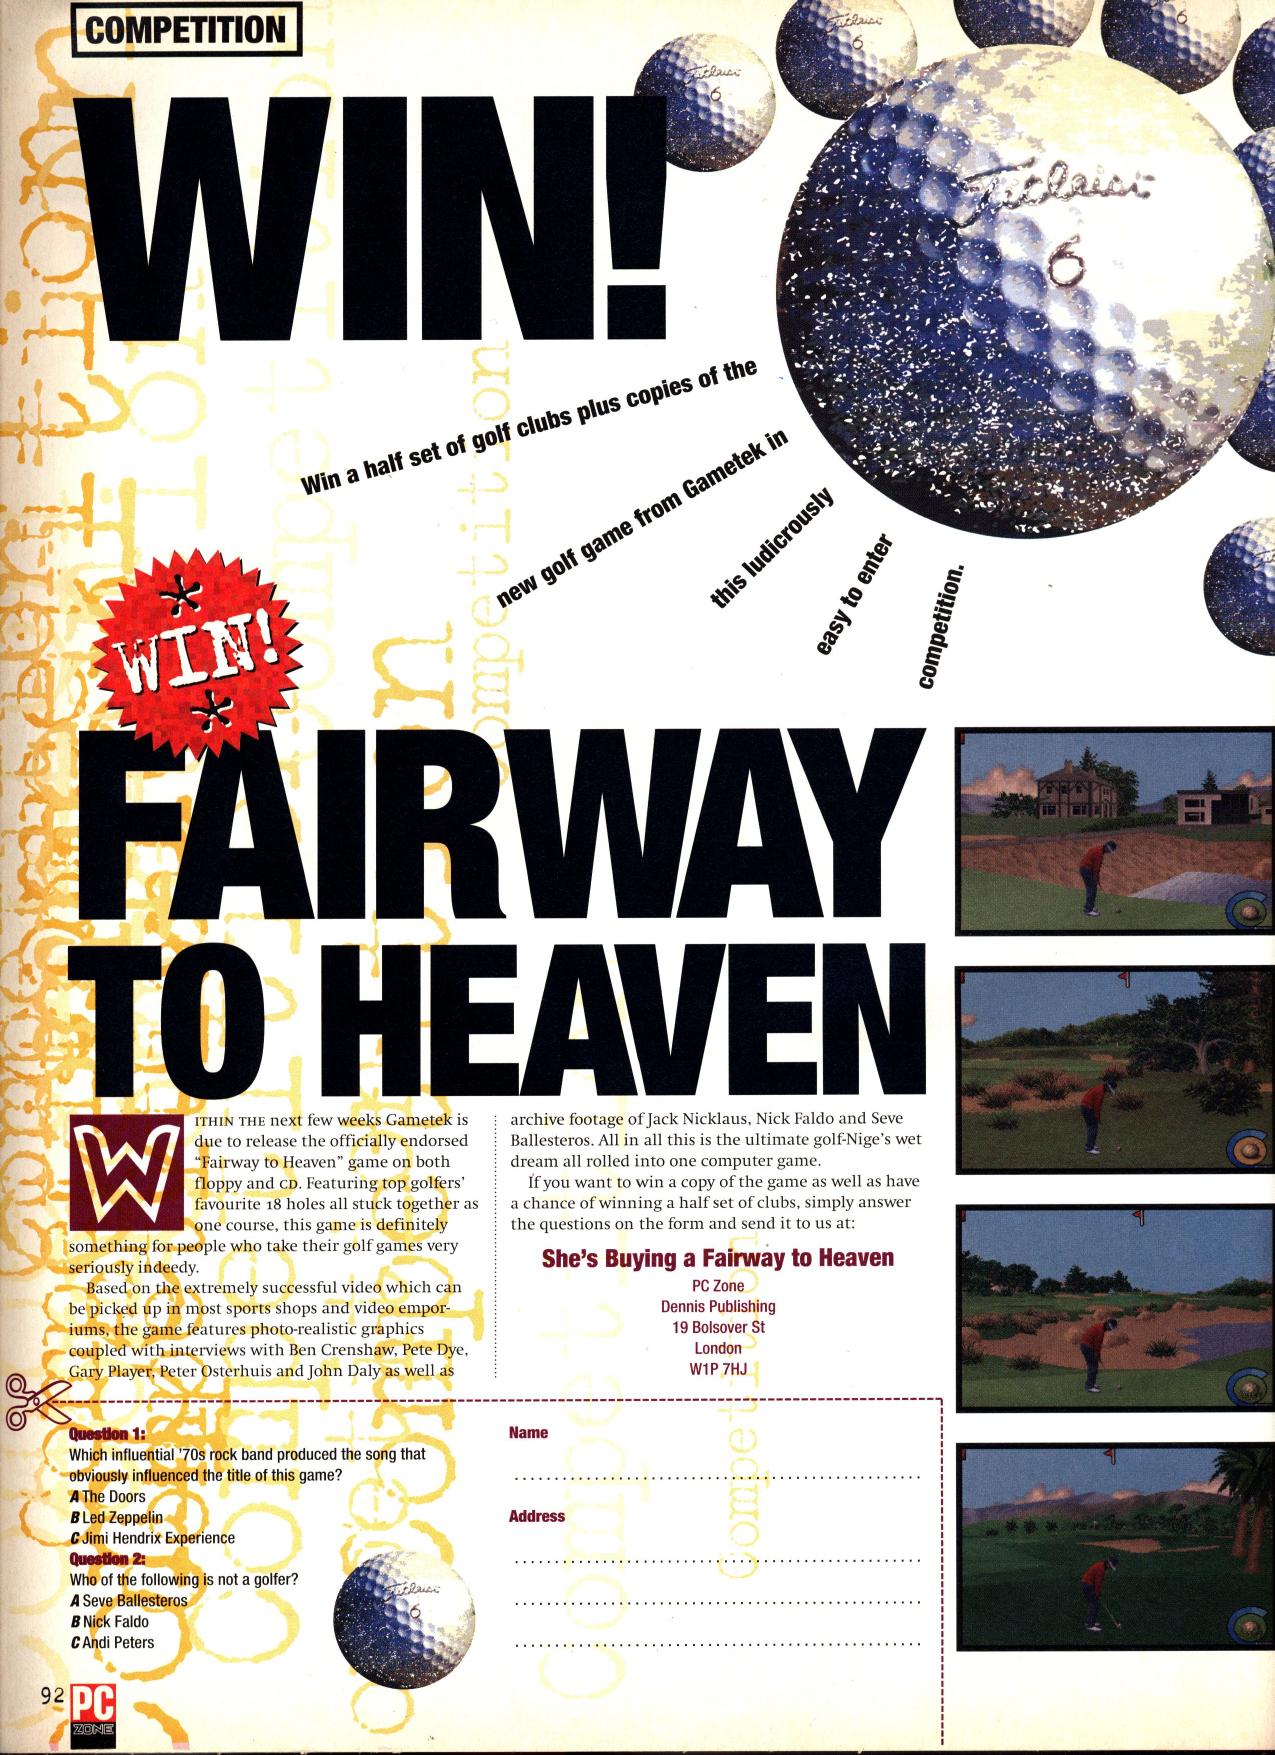 COMPETITION
WIN!
Titleist
6
Titleist
6
6
Titleist
6
Win a half set of golf clubs plus copies of the
new golf game from Gametek in
this ludicrously
easy to enter
competition.
WIN!
FAIRWAY
TO HEAVEN
WITHIN THE next few weeks Gametek is
due to release the officially endorsed
“Fairway to Heaven” game on both
floppy and CD. Featuring top golfers’
favourite 18 holes all stuck together as
one course, this game is definitely
something for people who take their golf games very
seriously indeedy.
Based on the extremely successful video which can
be picked up in most sports shops and video empor-
iums, the game features photo-realistic graphics
coupled with interviews with Ben Crenshaw, Pete Dye,
Gary Player, Peter Osterhuis and John Daly as well as
archive footage of Jack Nicklaus, Nick Faldo and Seve
Ballesteros. All in all this is the ultimate golf-Nige’s wet
dream all rolled into one computer game.
If you want to win a copy of the game as well as have
a chance of winning a half set of clubs, simply answer
the questions on the form and send it to us at:
She’s Buying a Fairway to Heaven
PC Zone
Dennis Publishing
19 Bolsover St
London
W1P 7HJ
Question 1:
Which influential ’70s rock band produced the song that
obviously influenced the title of this game?
A The Doors
B Led Zeppelin
C Jimi Hendrix Experience
Question 2:
Who of the following is not a golfer?
A Seve Ballesteros
B Nick Faldo
C Andi Peters
Name
Address
Titleist
6
92 PC
ZONE